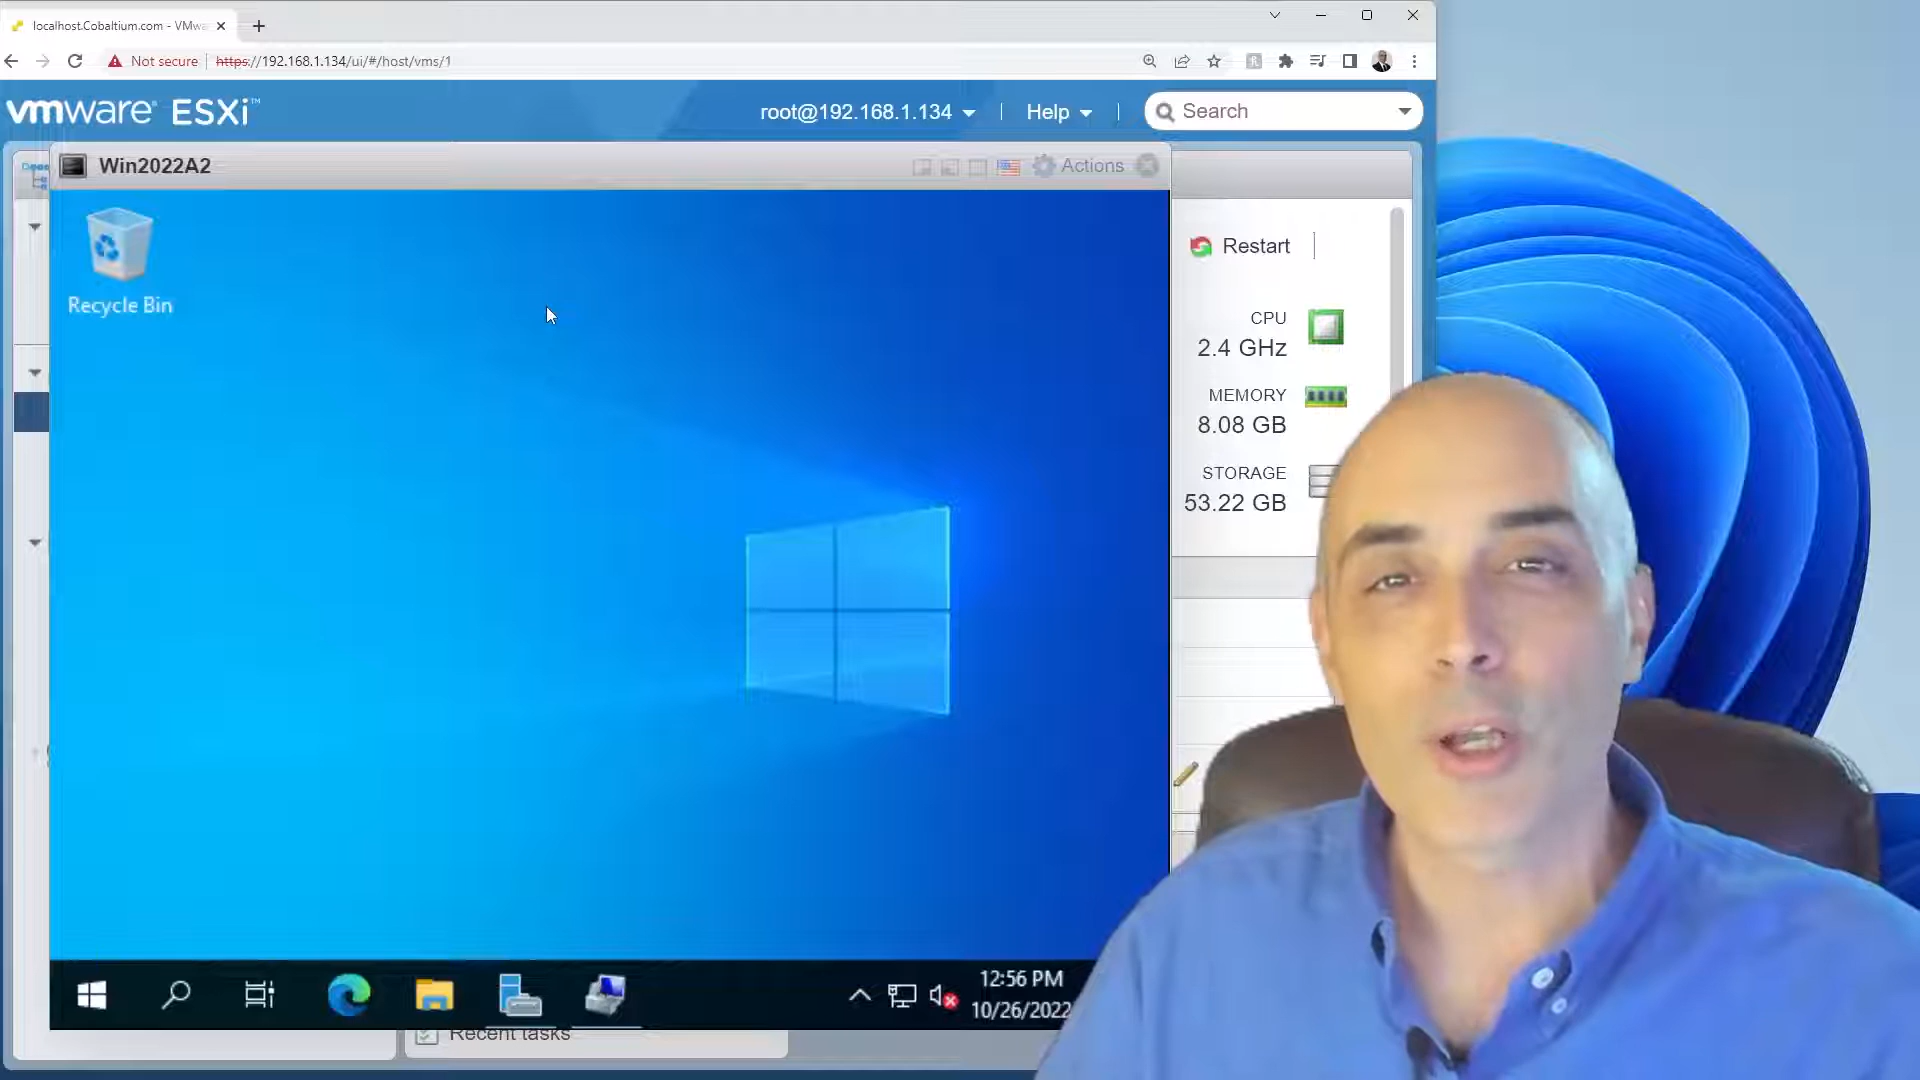 localhost.Cobaltium.com - VMwa
Not secure
https://192.168.1.134/ui/#/host/vms/1
vmware ESXi™
root@192.168.1.134
Help
Search
Win2022A2
Actions
Recycle Bin
Restart
CPU
2.4 GHz
MEMORY
8.08 GB
STORAGE
53.22 GB
12:56 PM
10/26/2022
Recent tasks